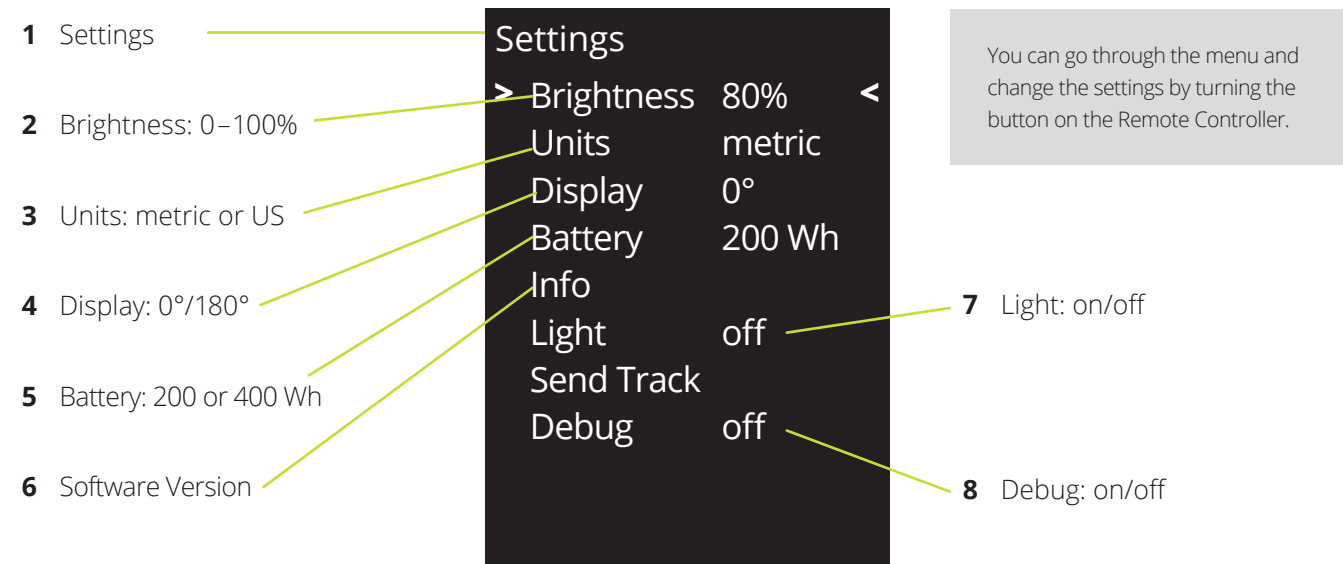 1 Settings
2 Brightness: 0–100%
3 Units: metric or US
4 Display: 0°/180°
5 Battery: 200 or 400 Wh
6 Software Version
Settings
> Brightness 80% <
Units metric
Display 0°
Battery 200 Wh
Info
Light off
Send Track
Debug off
You can go through the menu and
change the settings by turning the
button on the Remote Controller.
7 Light: on/off
8 Debug: on/off